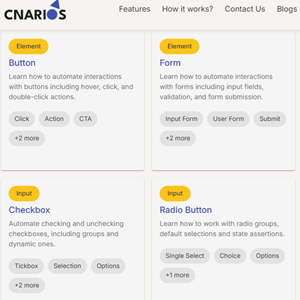 CNARIOS
Features How it works? Contact Us Blogs
Element
Button
Learn how to automate interactions
with buttons including hover, click, and
double-click actions.
Click Action CTA
+2 more
Element
Form
Learn how to automate interactions
with forms including input fields,
validation, and form submission.
Input Form User Form Submit
+2 more
Input
Checkbox
Automate checking and unchecking
checkboxes, including groups and
dynamic ones.
Tickbox Selection Options
+2 more
Input
Radio Button
Learn how to work with radio groups,
default selections and state assertions.
Single Select Choice Options
+1 more